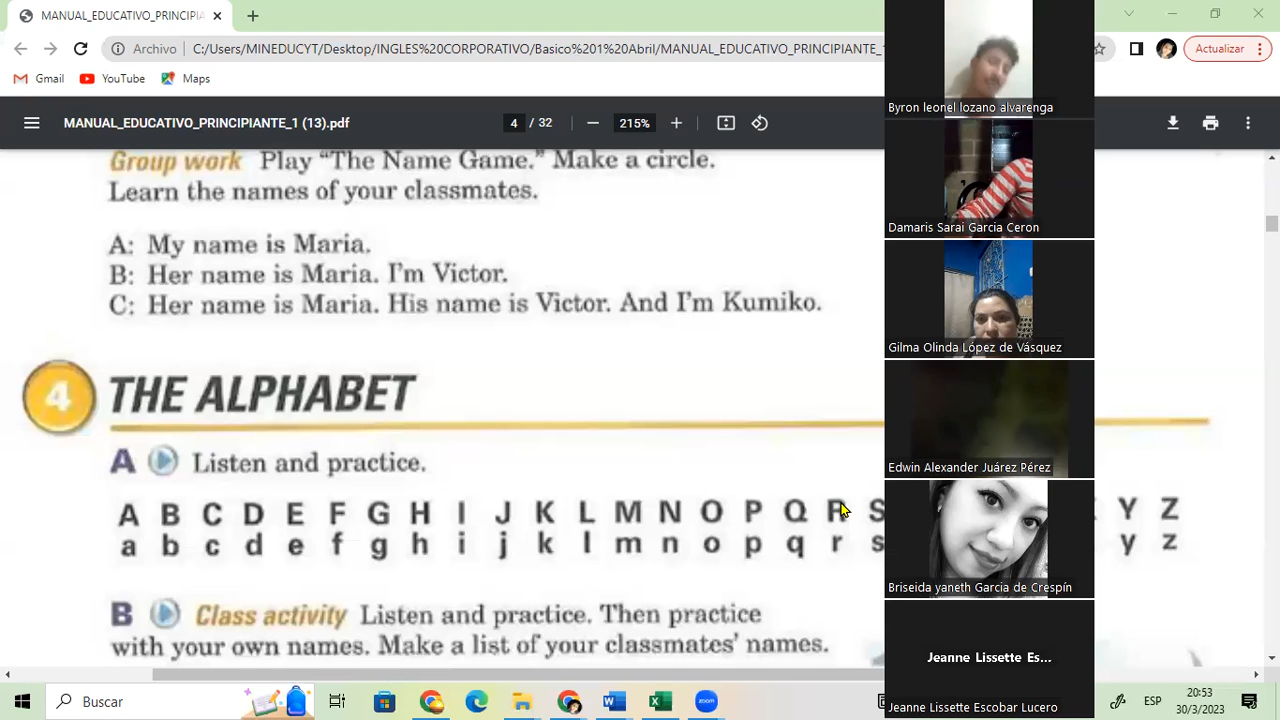 MANUAL_EDUCATIVO_PRINCIPIA
Archivo C:/Users/MINEDUCYT/Desktop/INGLES%20CORPORATIVO/Basico%201%20Abril/MANUAL_EDUCATIVO_PRINCIPIANTE_1
Actualizar
Gmail YouTube Maps
MANUAL_EDUCATIVO_PRINCIPIANTE_1 (13).pdf 4 / 32 215%
Group work Play “The Name Game.” Make a circle.
Learn the names of your classmates.
A: My name is Maria.
B: Her name is Maria. I’m Victor.
C: Her name is Maria. His name is Victor. And I’m Kumiko.
4 THE ALPHABET
A Listen and practice.
A B C D E F G H I J K L M N O P Q R S Y Z
a b c d e f g h i j k l m n o p q r s y z
B Class activity Listen and practice. Then practice
with your own names. Make a list of your classmates’ names.
Byron leonel lozano alvarenga
Damaris Sarai Garcia Ceron
Gilma Olinda López de Vásquez
Edwin Alexander Juárez Pérez
Briseida yaneth Garcia de Crespín
Jeanne Lissette Es...
Jeanne Lissette Escobar Lucero
Buscar
ESP
20:53
30/3/2023